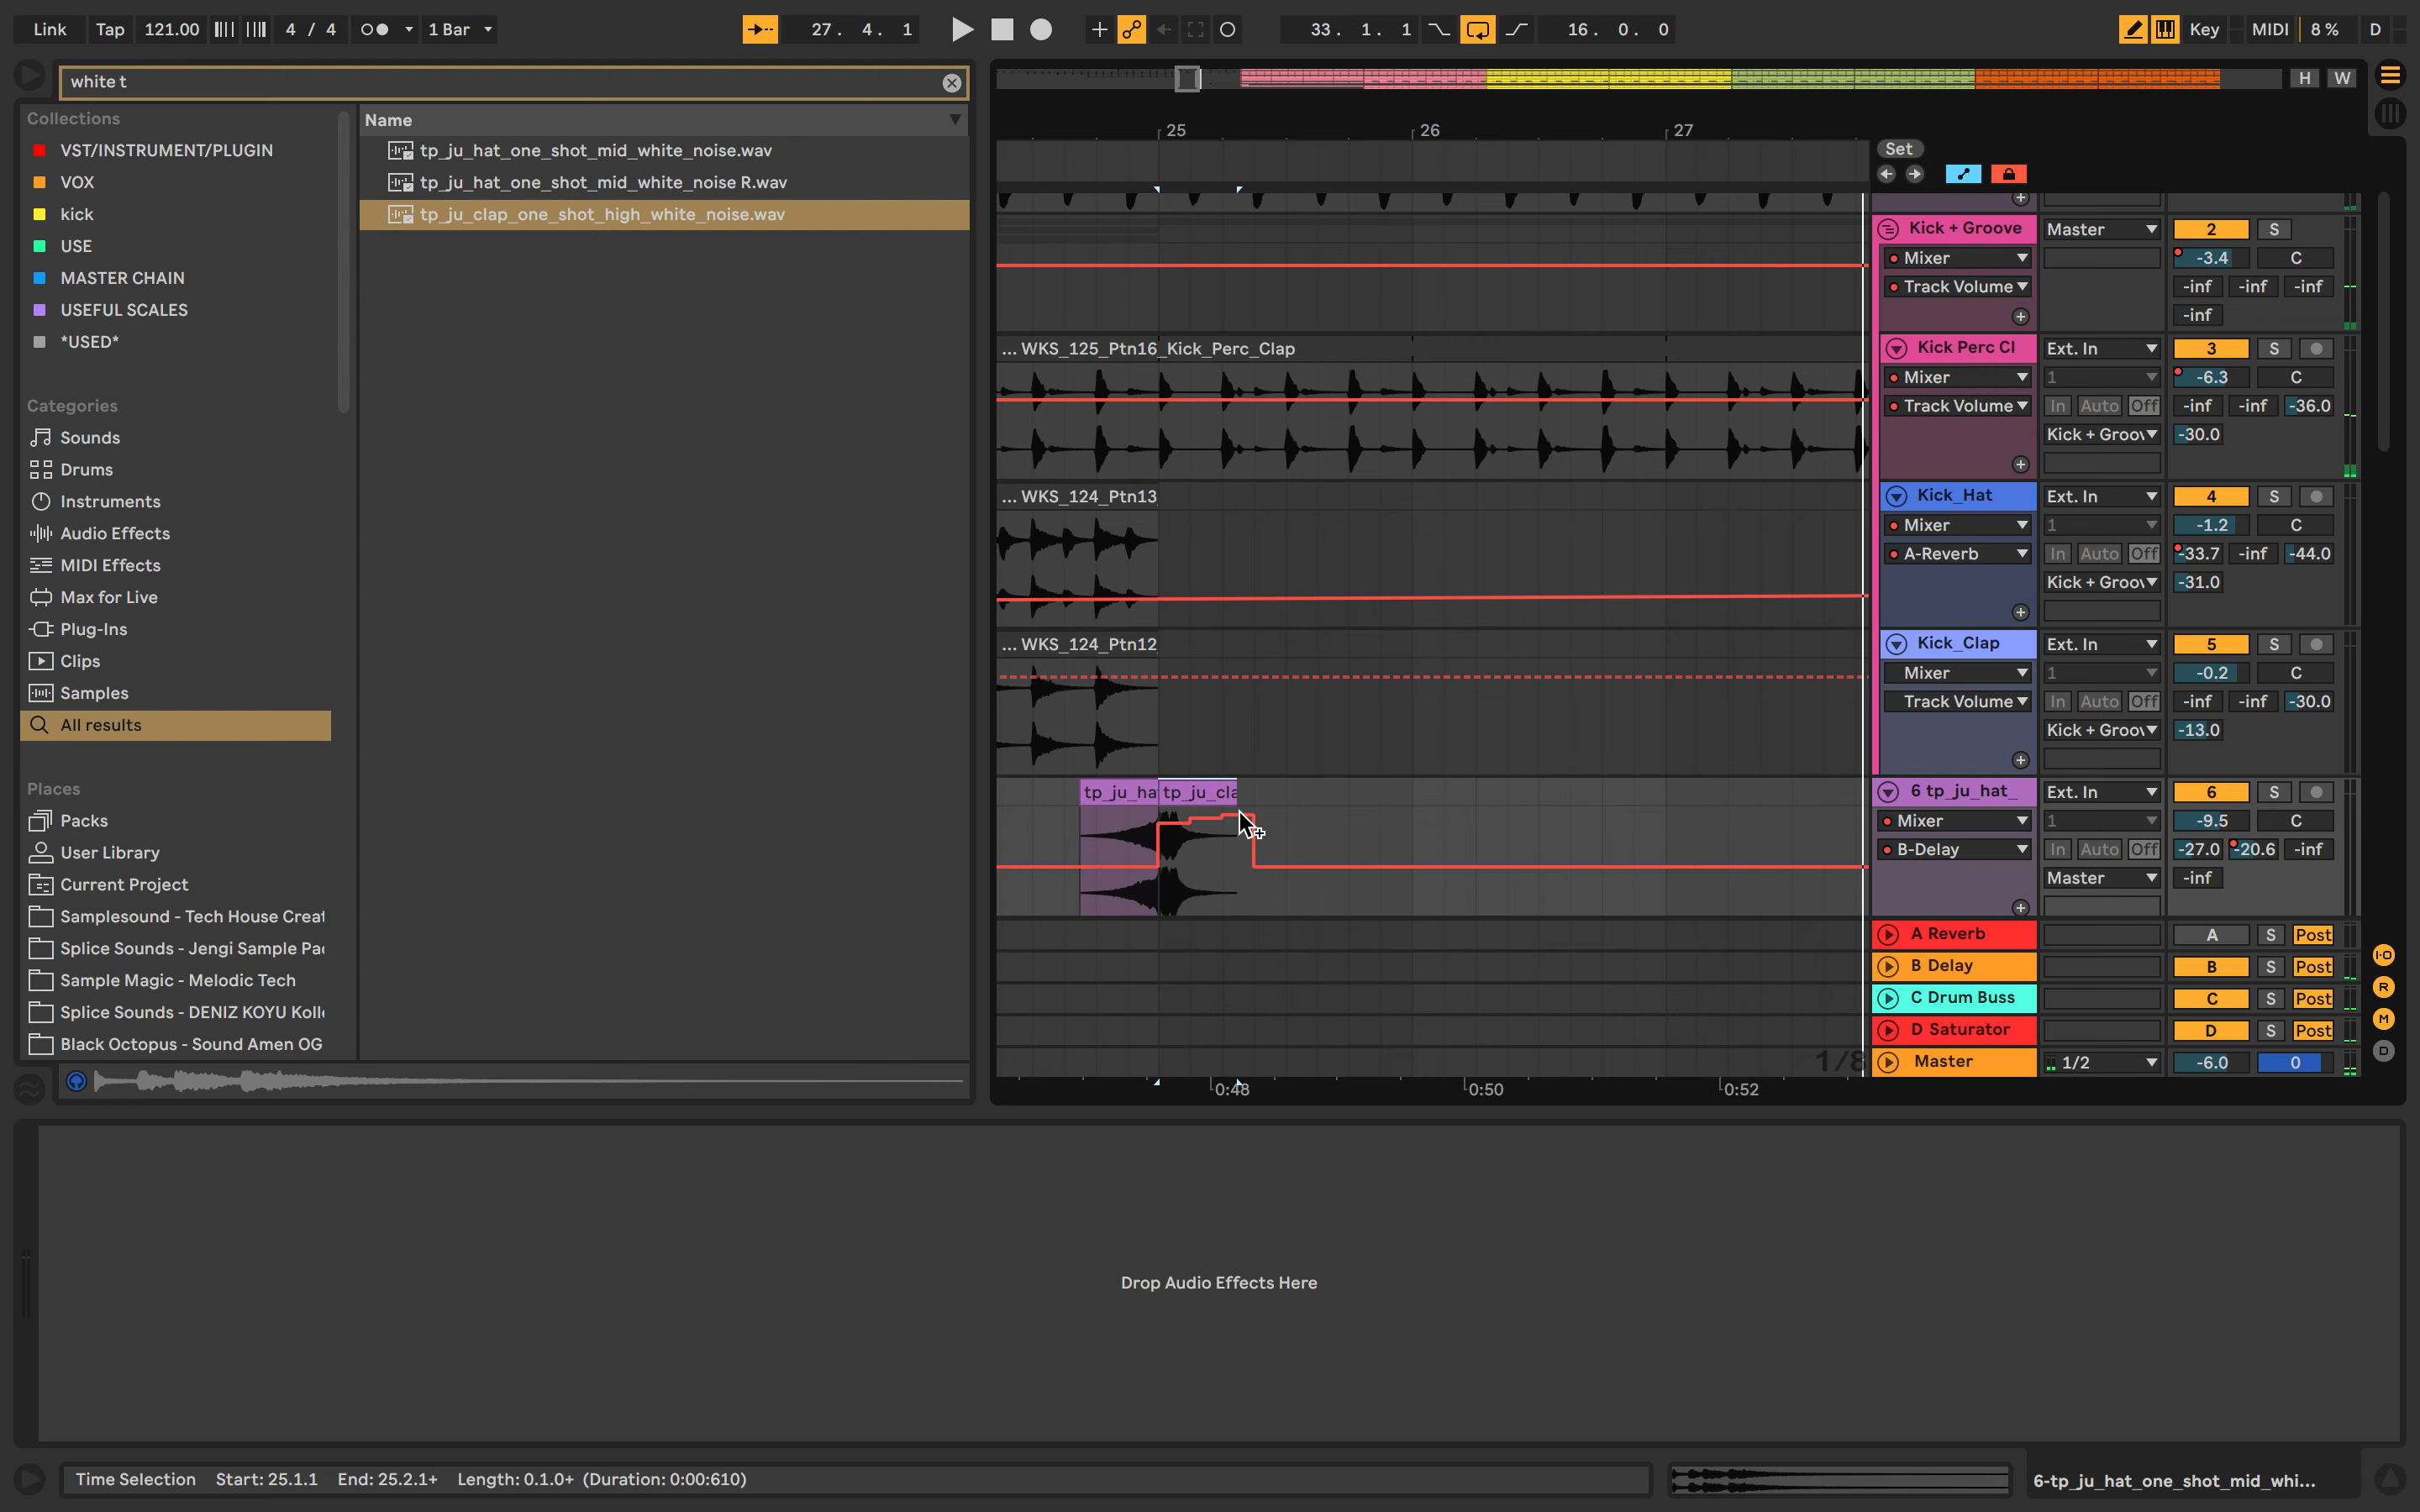 Link Tap 121.00 4 / 4 1 Bar 27. 4. 1 33. 1. 1 16. 0. 0 Key MIDI 8 % D
white t
H W
Collections
VST/INSTRUMENT/PLUGIN
VOX
kick
USE
MASTER CHAIN
USEFUL SCALES
*USED*
Categories
Sounds
Drums
Instruments
Audio Effects
MIDI Effects
Max for Live
Plug-Ins
Clips
Samples
All results
Places
Packs
User Library
Current Project
Samplesound - Tech House Creat
Splice Sounds - Jengi Sample Pa
Sample Magic - Melodic Tech
Splice Sounds - DENIZ KOYU Koll
Black Octopus - Sound Amen OG
Name
tp_ju_hat_one_shot_mid_white_noise.wav
tp_ju_hat_one_shot_mid_white_noise R.wav
tp_ju_clap_one_shot_high_white_noise.wav
25 26 27
Set
Kick + Groove Master 2 S
Mixer -3.4 C
Track Volume -inf -inf -inf
-inf
... WKS_125_Ptn16_Kick_Perc_Clap
Kick Perc Cl Ext. In 3 S
Mixer 1 -6.3 C
Track Volume In Auto Off -inf -inf -36.0
Kick + Groov -30.0
... WKS_124_Ptn13
Kick_Hat Ext. In 4 S
Mixer 1 -1.2 C
A-Reverb In Auto Off -33.7 -inf -44.0
Kick + Groov -31.0
... WKS_124_Ptn12
Kick_Clap Ext. In 5 S
Mixer 1 -0.2 C
Track Volume In Auto Off -inf -inf -30.0
Kick + Groov -13.0
tp_ju_ha tp_ju_cla
6 tp_ju_hat_ Ext. In 6 S
Mixer 1 -9.5 C
B-Delay In Auto Off -27.0 -20.6 -inf
Master -inf
A Reverb A S Post
B Delay B S Post
C Drum Buss C S Post
D Saturator D S Post
1/8 Master 1/2 -6.0 0
I·O
R
M
D
0:48 0:50 0:52
Drop Audio Effects Here
Time Selection Start: 25.1.1 End: 25.2.1+ Length: 0.1.0+ (Duration: 0:00:610)
6-tp_ju_hat_one_shot_mid_whi...